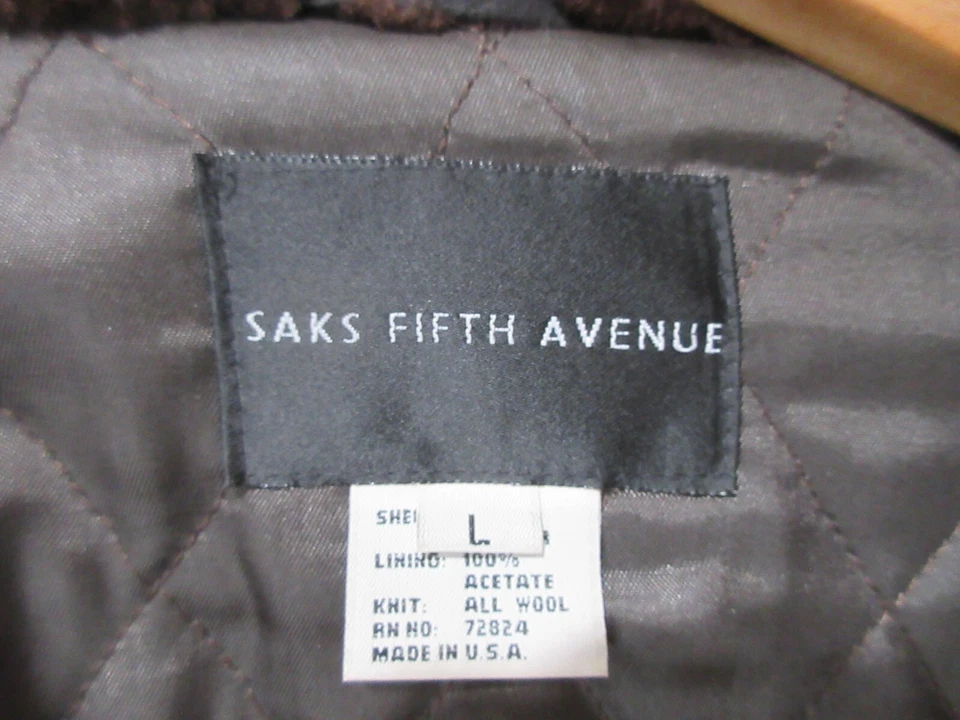 SAKS FIFTH AVENUE
L
LINING: 100%
ACETATE
KNIT: ALL WOOL
RN NO: 72824
MADE IN U.S.A.